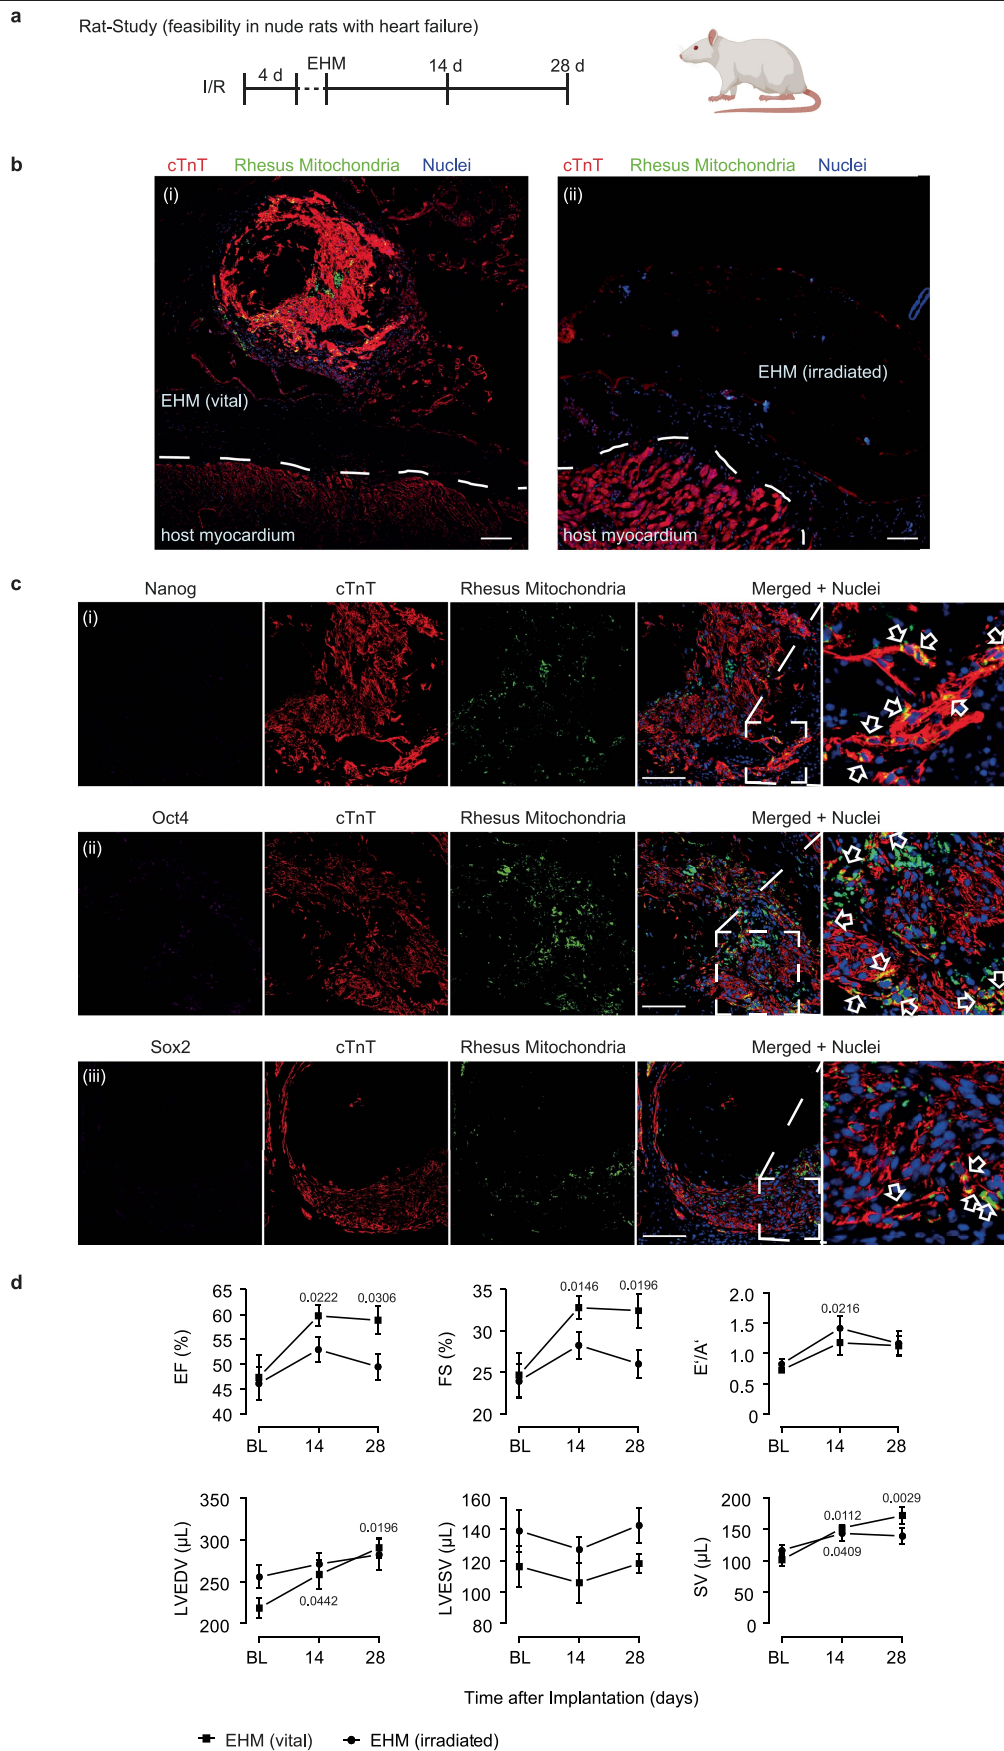 a
Rat-Study (feasibility in nude rats with heart failure)
I/R 4 d EHM 14 d 28 d
b
cTnT Rhesus Mitochondria Nuclei
cTnT Rhesus Mitochondria Nuclei
(i)
EHM (vital)
host myocardium
(ii)
EHM (irradiated)
host myocardium
c
Nanog cTnT Rhesus Mitochondria Merged + Nuclei
(i)
Oct4 cTnT Rhesus Mitochondria Merged + Nuclei
(ii)
Sox2 cTnT Rhesus Mitochondria Merged + Nuclei
(iii)
d
EF (%)
65
60
55
50
45
40
0.0222 0.0306
BL 14 28
FS (%)
35
30
25
20
0.0146 0.0196
BL 14 28
E'/A'
2.0
1.5
1.0
0.5
0
0.0216
BL 14 28
LVEDV (µL)
350
300
250
200
0.0196
0.0442
BL 14 28
LVESV (µL)
160
140
120
100
80
BL 14 28
SV (µL)
200
150
100
50
0
0.0029
0.0112
0.0409
BL 14 28
Time after Implantation (days)
EHM (vital) EHM (irradiated)